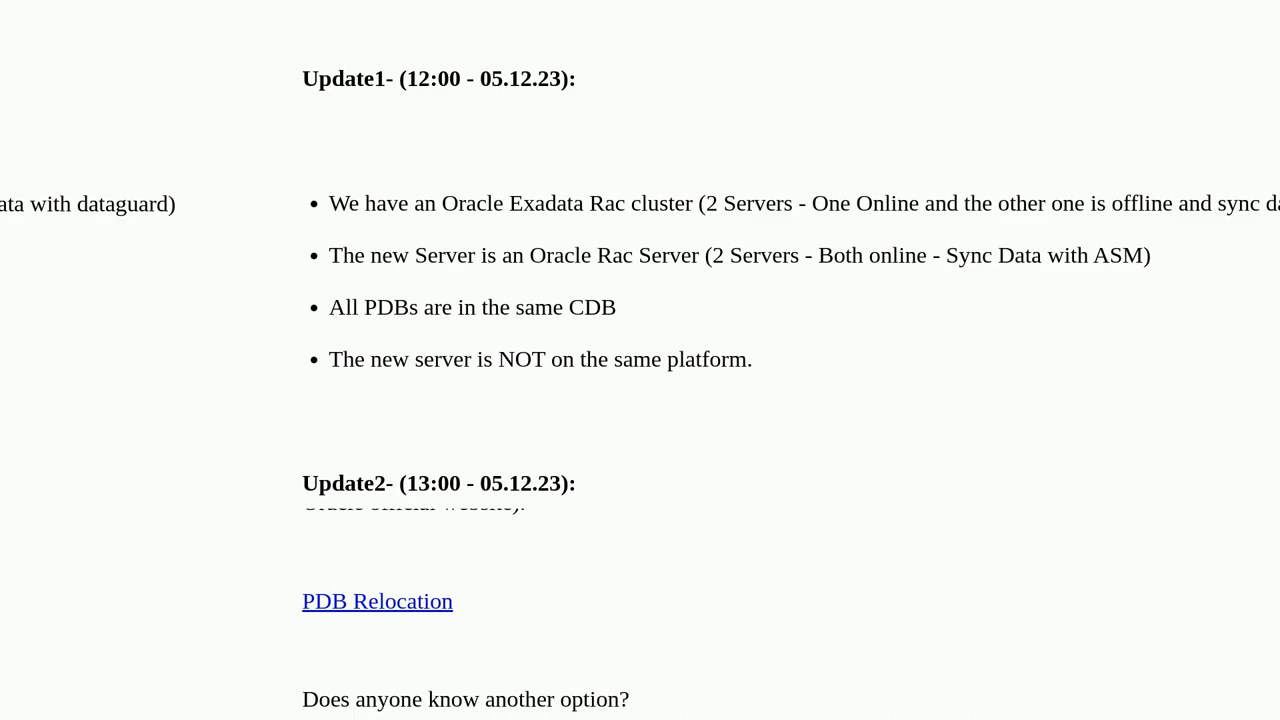 Update1- (12:00 - 05.12.23):
ata with dataguard)
• We have an Oracle Exadata Rac cluster (2 Servers - One Online and the other one is offline and sync da
• The new Server is an Oracle Rac Server (2 Servers - Both online - Sync Data with ASM)
• All PDBs are in the same CDB
• The new server is NOT on the same platform.
Update2- (13:00 - 05.12.23):
PDB Relocation
Does anyone know another option?